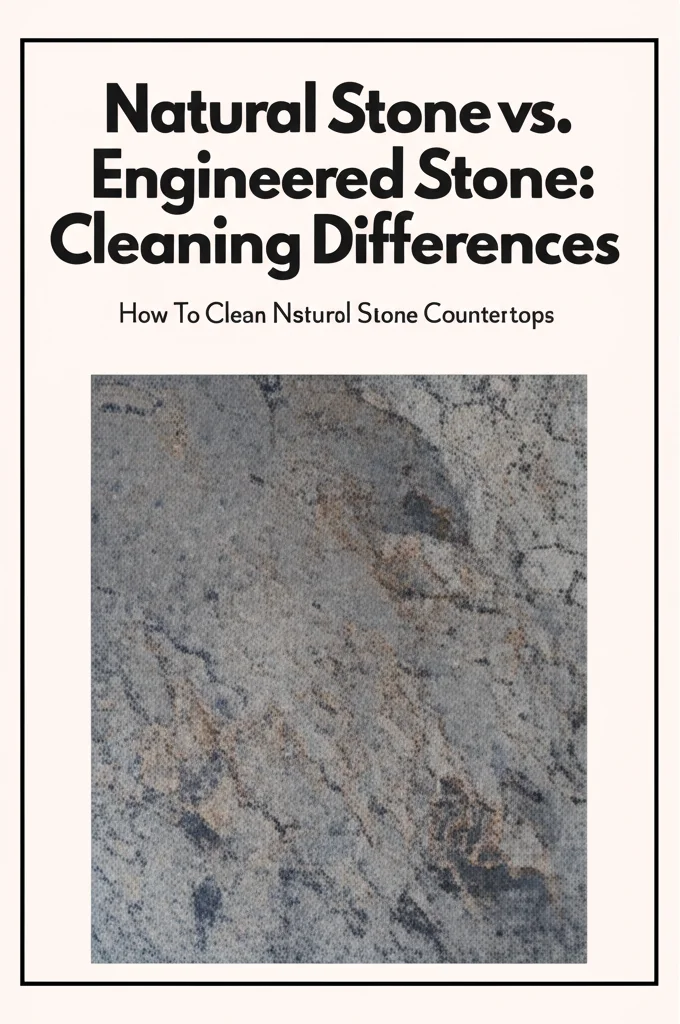 Natural Stone vs.
Engineered Stone:
Cleaning Differences
How To Clean Nsturol Stone Countertops